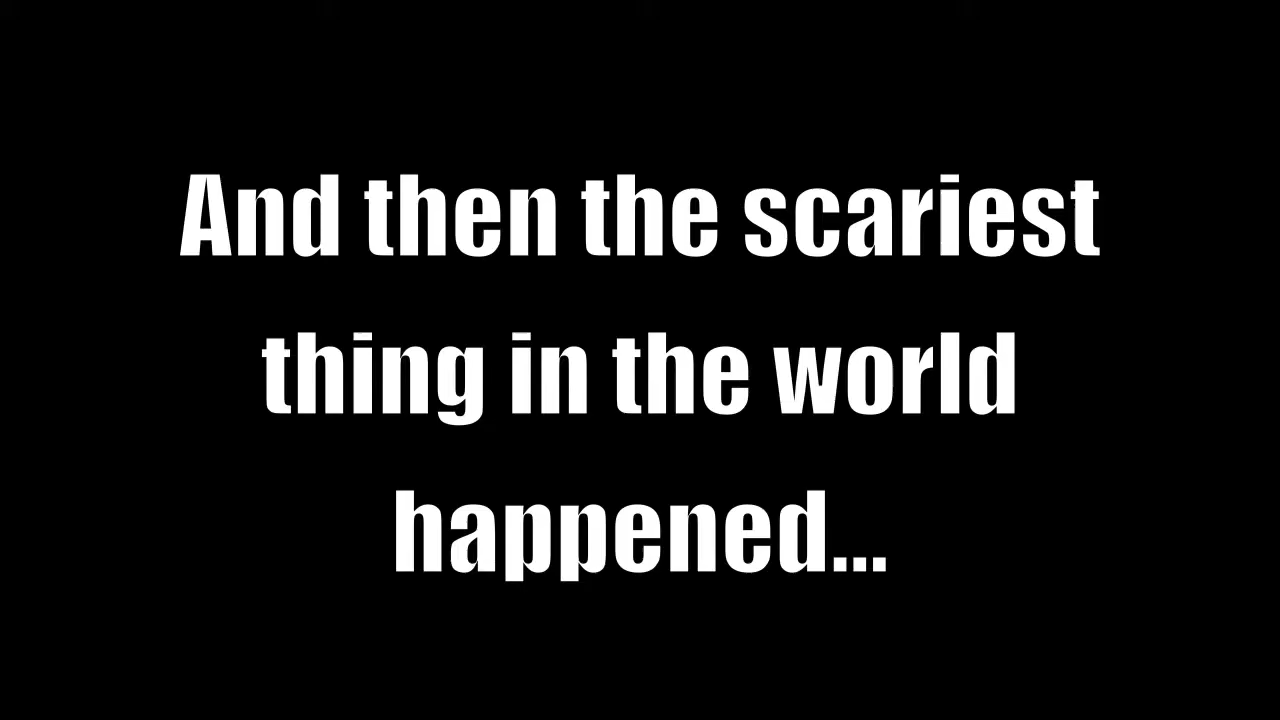 And then the scariest
thing in the world
happened...